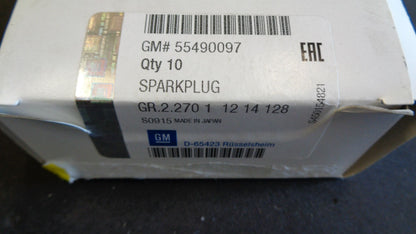 GM# 55490097
EAC
Qty 10
SPARKPLUG
GR.2.270 1 12 14 128
S0915 MADE IN JAPAN
GM
D-65423 Rüsselsheim